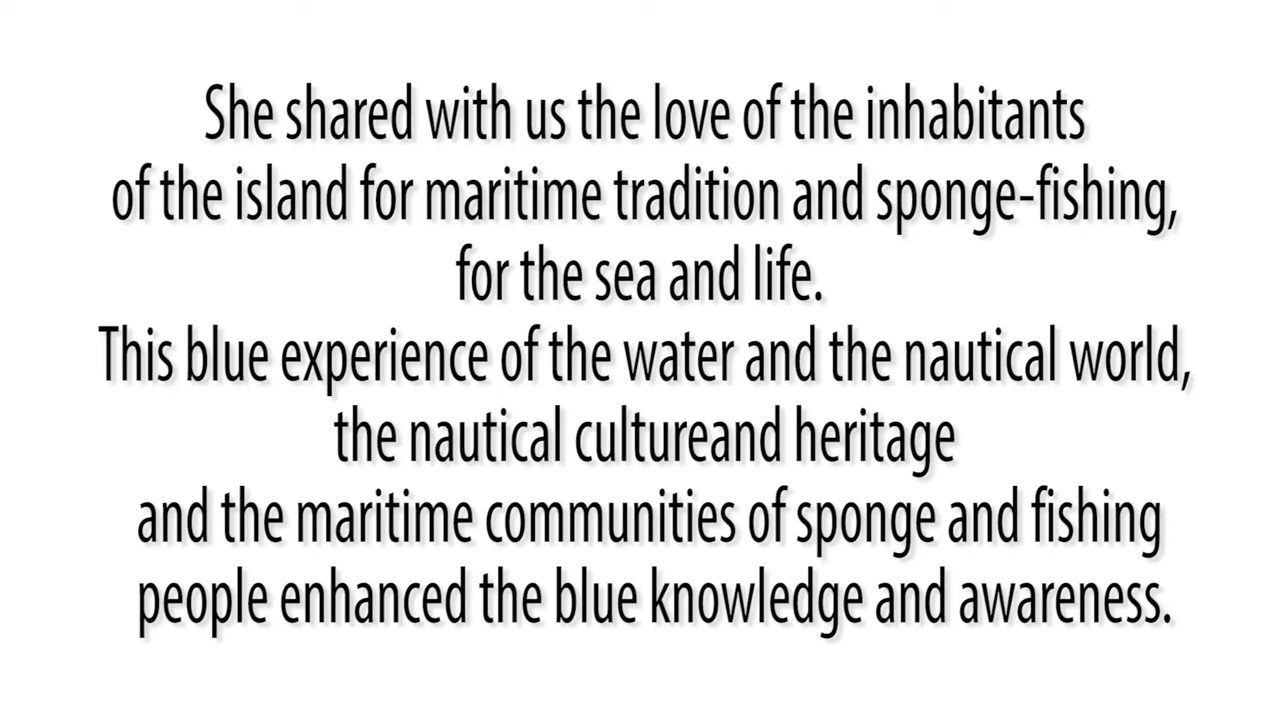 She shared with us the love of the inhabitants
of the island for maritime tradition and sponge-fishing,
for the sea and life.
This blue experience of the water and the nautical world,
the nautical cultureand heritage
and the maritime communities of sponge and fishing
people enhanced the blue knowledge and awareness.